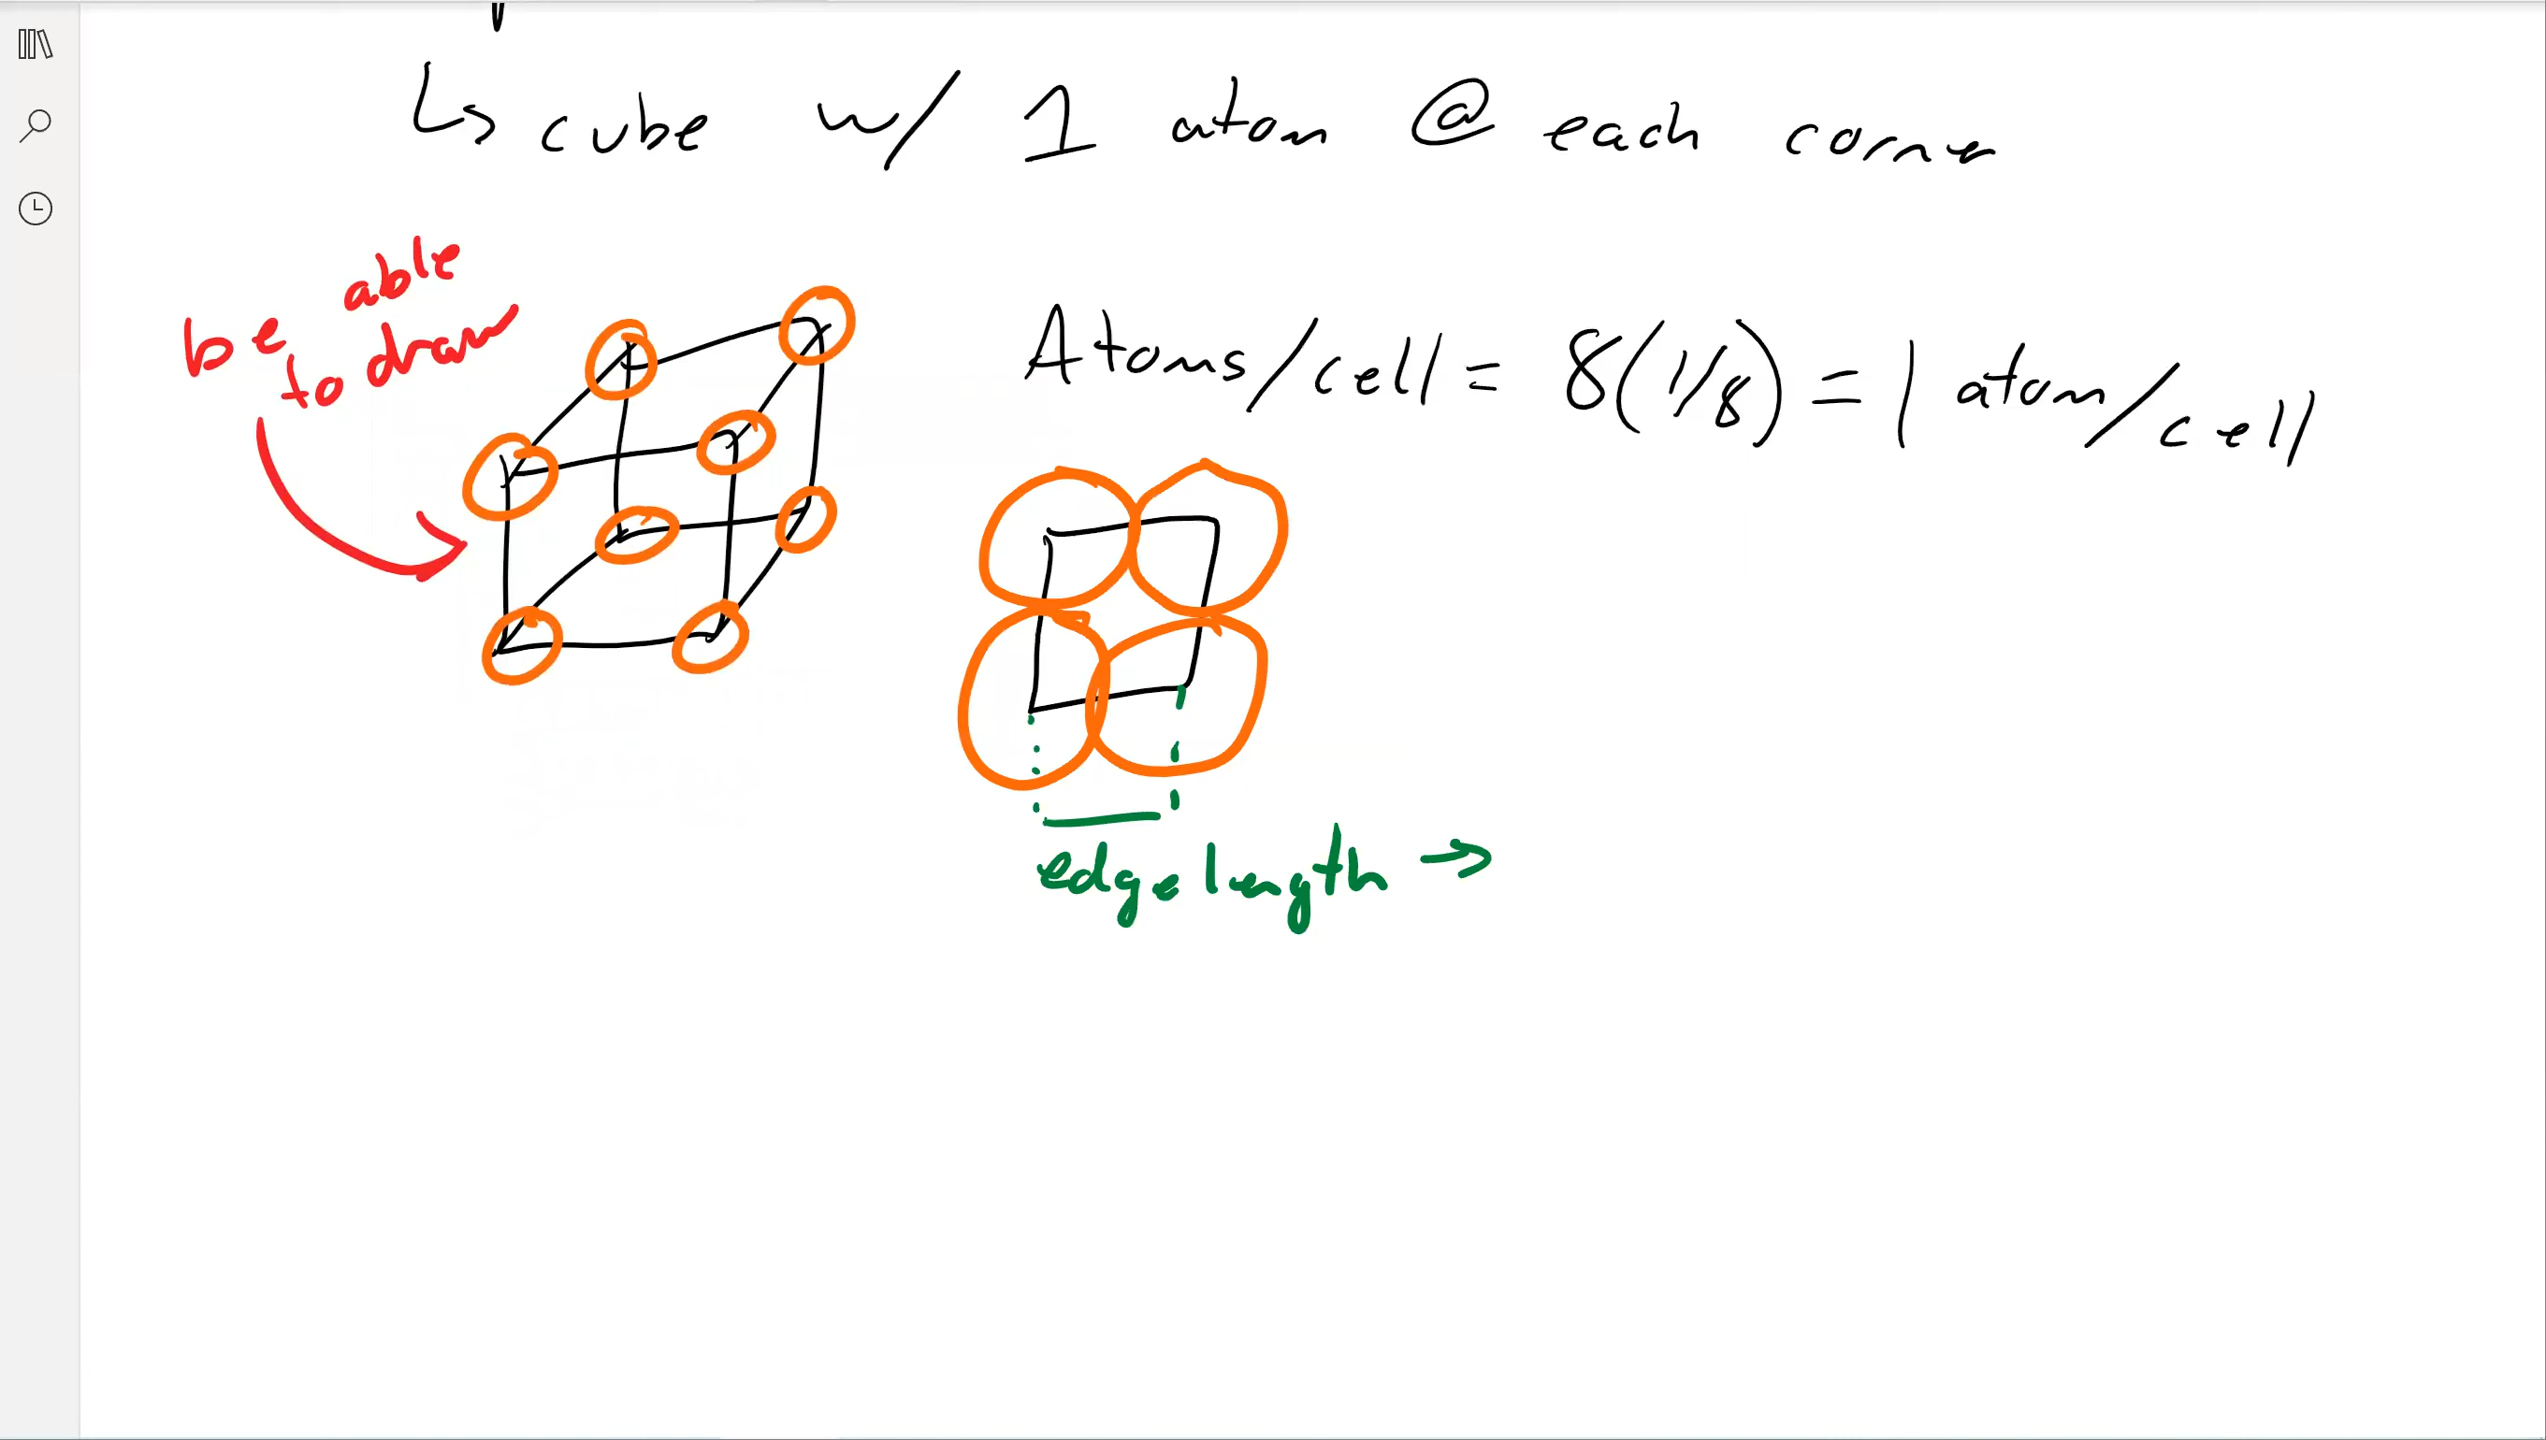 ↳ cube w/ 1 atom @ each corner
be able
to draw
Atoms/cell = 8(1/8) = 1 atom/cell
edge length →